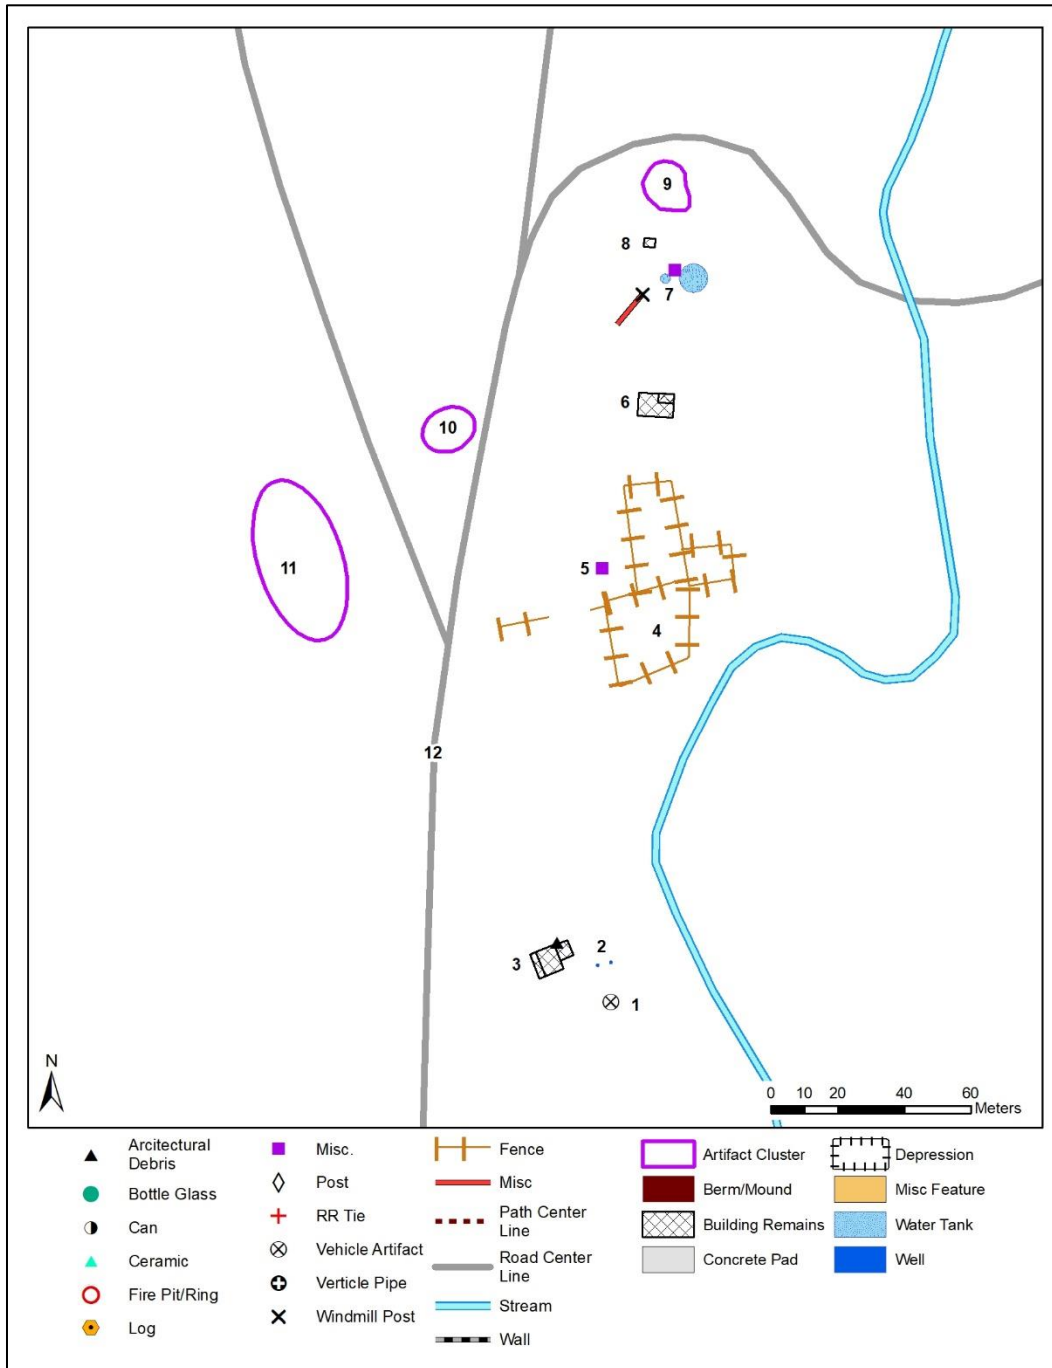 9
8
7
6
10
11
5
4
12
2
3
1
N
0 10 20 40 60
Meters
Arcitectural
Debris
Bottle Glass
Can
Ceramic
Fire Pit/Ring
Log
Misc.
Post
RR Tie
Vehicle Artifact
Verticle Pipe
Windmill Post
Fence
Misc
Path Center
Line
Road Center
Line
Stream
Wall
Artifact Cluster
Berm/Mound
Building Remains
Concrete Pad
Depression
Misc Feature
Water Tank
Well